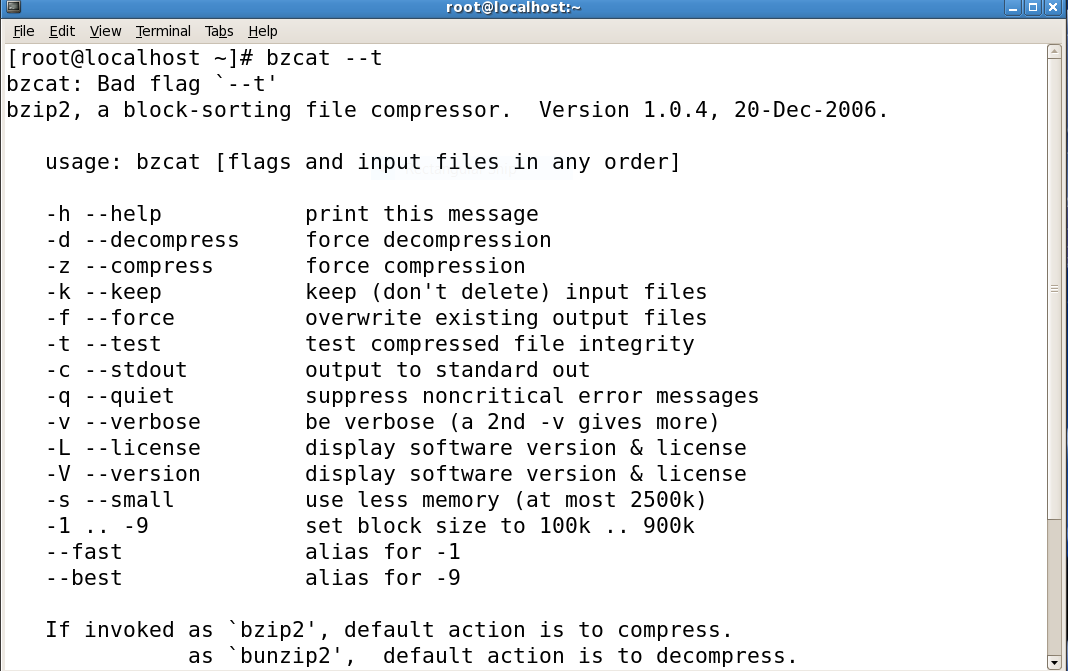 root@localhost:~
File Edit View Terminal Tabs Help
[root@localhost ~]# bzcat --t
bzcat: Bad flag `--t'
bzip2, a block-sorting file compressor.  Version 1.0.4, 20-Dec-2006.
usage: bzcat [flags and input files in any order]
-h --help           print this message
-d --decompress     force decompression
-z --compress       force compression
-k --keep           keep (don't delete) input files
-f --force          overwrite existing output files
-t --test           test compressed file integrity
-c --stdout         output to standard out
-q --quiet          suppress noncritical error messages
-v --verbose        be verbose (a 2nd -v gives more)
-L --license        display software version & license
-V --version        display software version & license
-s --small          use less memory (at most 2500k)
-1 .. -9            set block size to 100k .. 900k
--fast              alias for -1
--best              alias for -9
If invoked as `bzip2', default action is to compress.
as `bunzip2',  default action is to decompress.